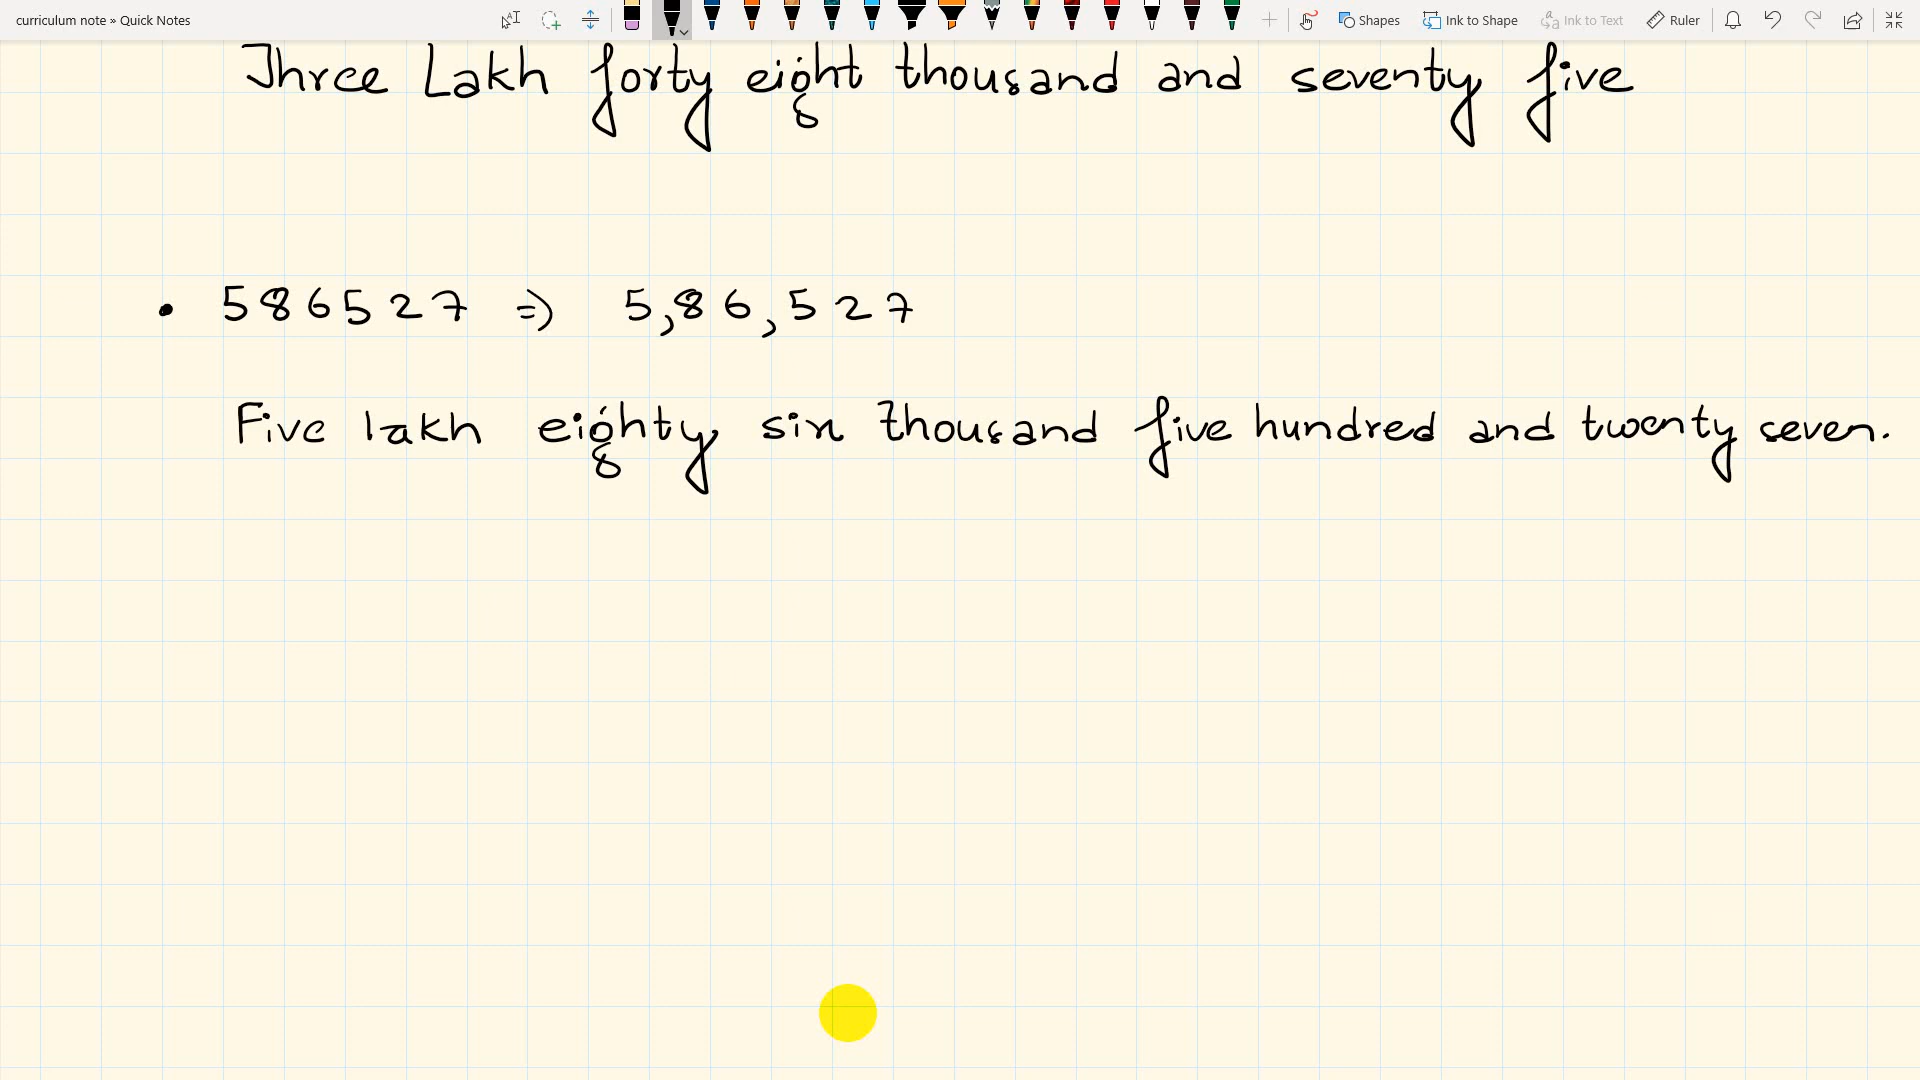 curriculum note » Quick Notes Shapes Ink to Shape Ink to Text Ruler
Three Lakh forty eight thousand and seventy five
• 586527 ⇒ 5,86,527
Five lakh eighty six thousand five hundred and twenty seven.